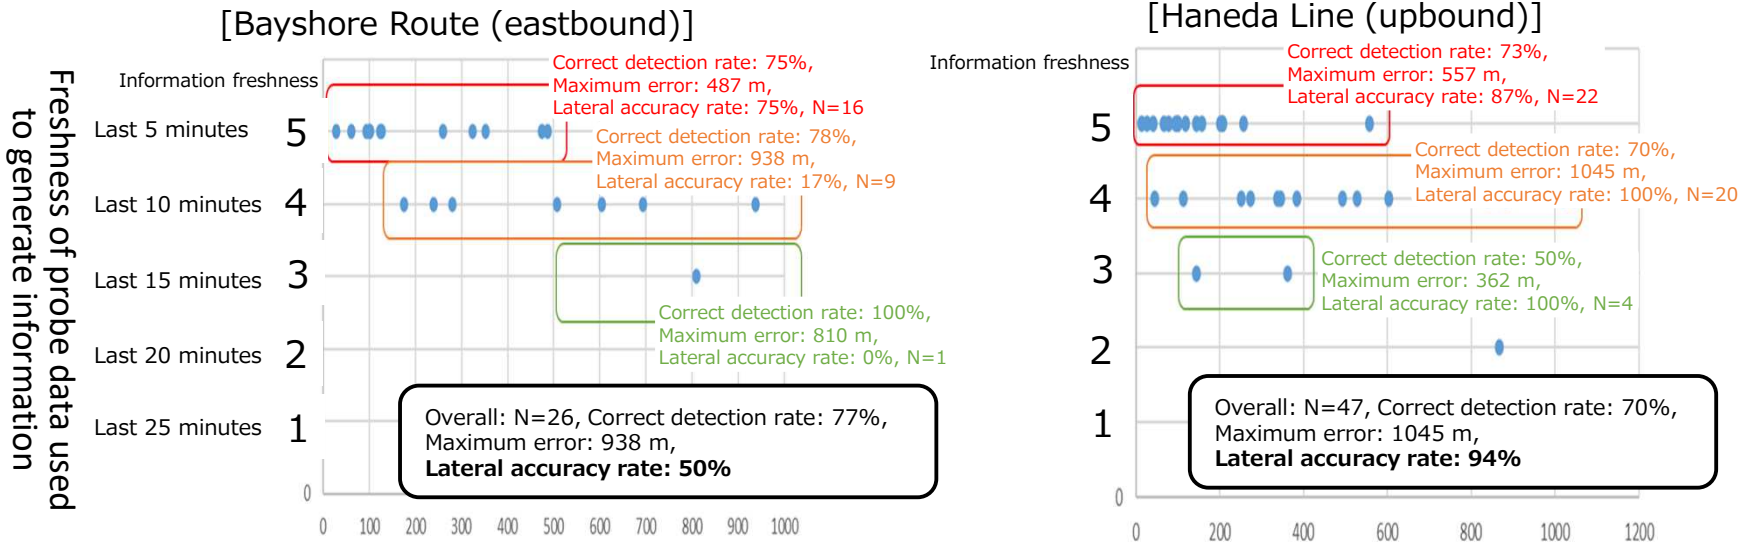 [Bayshore Route (eastbound)]
Freshness of probe data used
to generate information
Information freshness
Correct detection rate: 75%,
Maximum error: 487 m,
Lateral accuracy rate: 75%, N=16
Last 5 minutes 5
Correct detection rate: 78%,
Maximum error: 938 m,
Lateral accuracy rate: 17%, N=9
Last 10 minutes 4
Last 15 minutes 3
Correct detection rate: 100%,
Maximum error: 810 m,
Lateral accuracy rate: 0%, N=1
Last 20 minutes 2
Last 25 minutes 1
Overall: N=26, Correct detection rate: 77%,
Maximum error: 938 m,
Lateral accuracy rate: 50%
0
0 100 200 300 400 500 600 700 800 900 1000
[Haneda Line (upbound)]
Information freshness
Correct detection rate: 73%,
Maximum error: 557 m,
Lateral accuracy rate: 87%, N=22
5
Correct detection rate: 70%,
Maximum error: 1045 m,
Lateral accuracy rate: 100%, N=20
4
Correct detection rate: 50%,
Maximum error: 362 m,
Lateral accuracy rate: 100%, N=4
3
2
1
Overall: N=47, Correct detection rate: 70%,
Maximum error: 1045 m,
Lateral accuracy rate: 94%
0
0 200 400 600 800 1000 1200